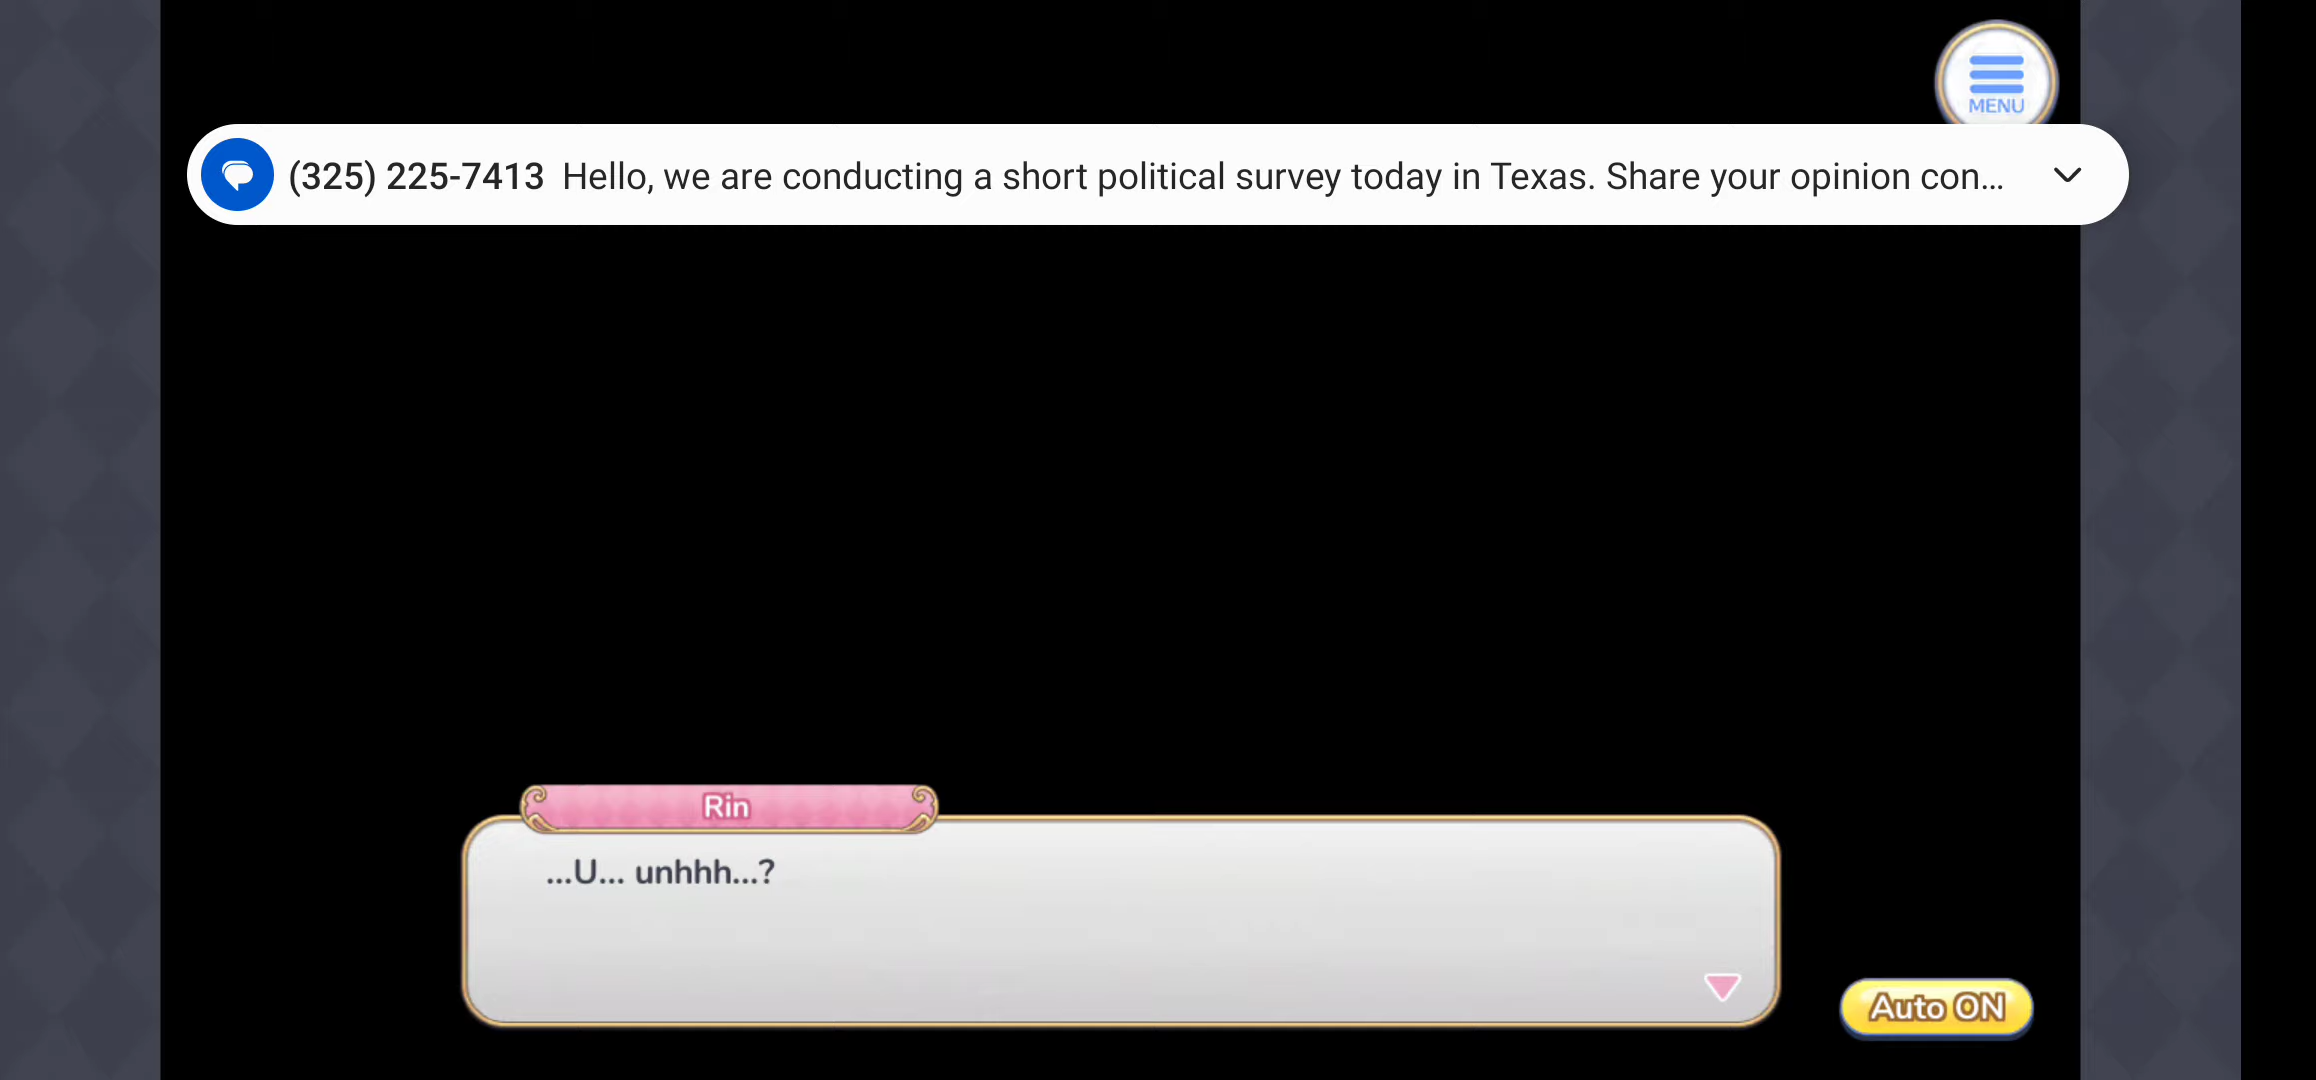 MENU
(325) 225-7413 Hello, we are conducting a short political survey today in Texas. Share your opinion con...
Rin
...U... unhhh...?
Auto ON